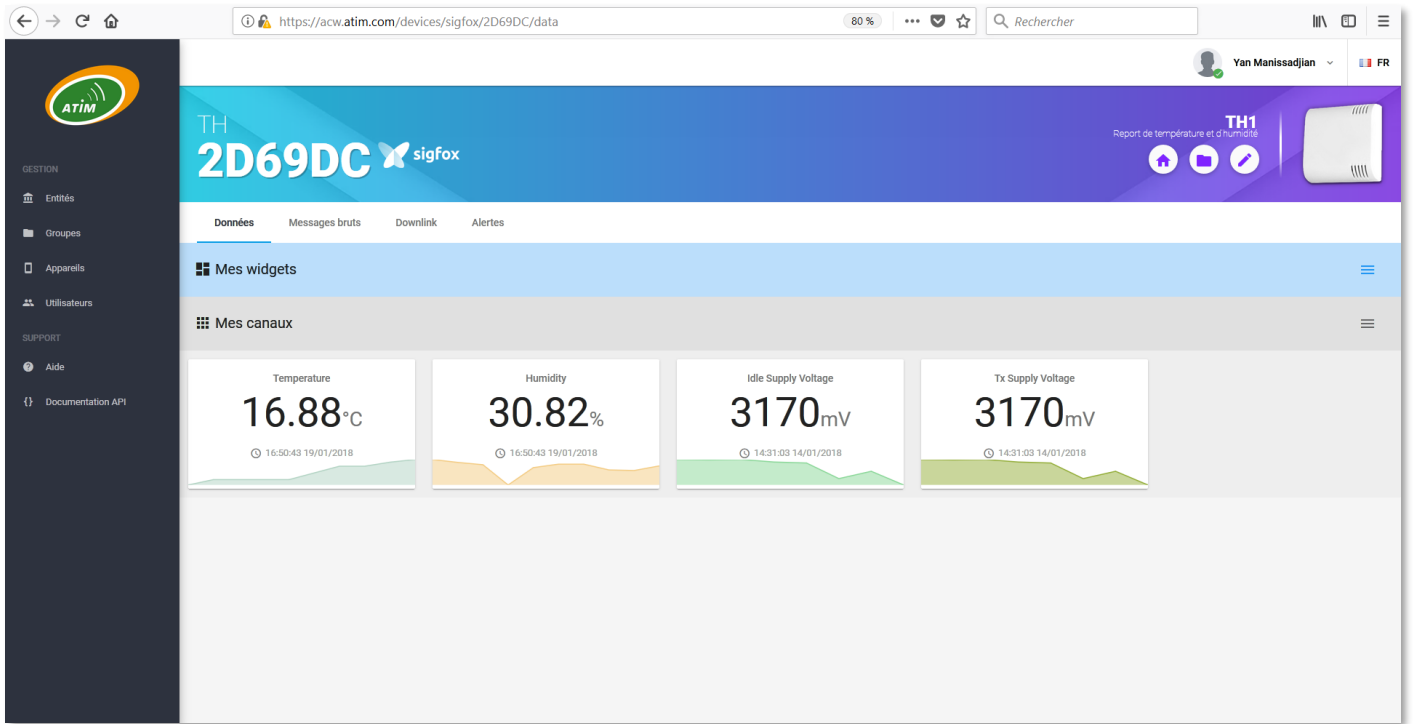 https://acw.atim.com/devices/sigfox/2D69DC/data
80 %
Rechercher
ATIM
Yan Manissadjian
FR
TH
2D69DC sigfox
TH1
Report de température et d'humidité
GESTION
Entités
Groupes
Appareils
Utilisateurs
SUPPORT
Aide
{} Documentation API
Données Messages bruts Downlink Alertes
Mes widgets
Mes canaux
Temperature
16.88°C
16:50:43 19/01/2018
Humidity
30.82%
16:50:43 19/01/2018
Idle Supply Voltage
3170mV
14:31:03 14/01/2018
Tx Supply Voltage
3170mV
14:31:03 14/01/2018